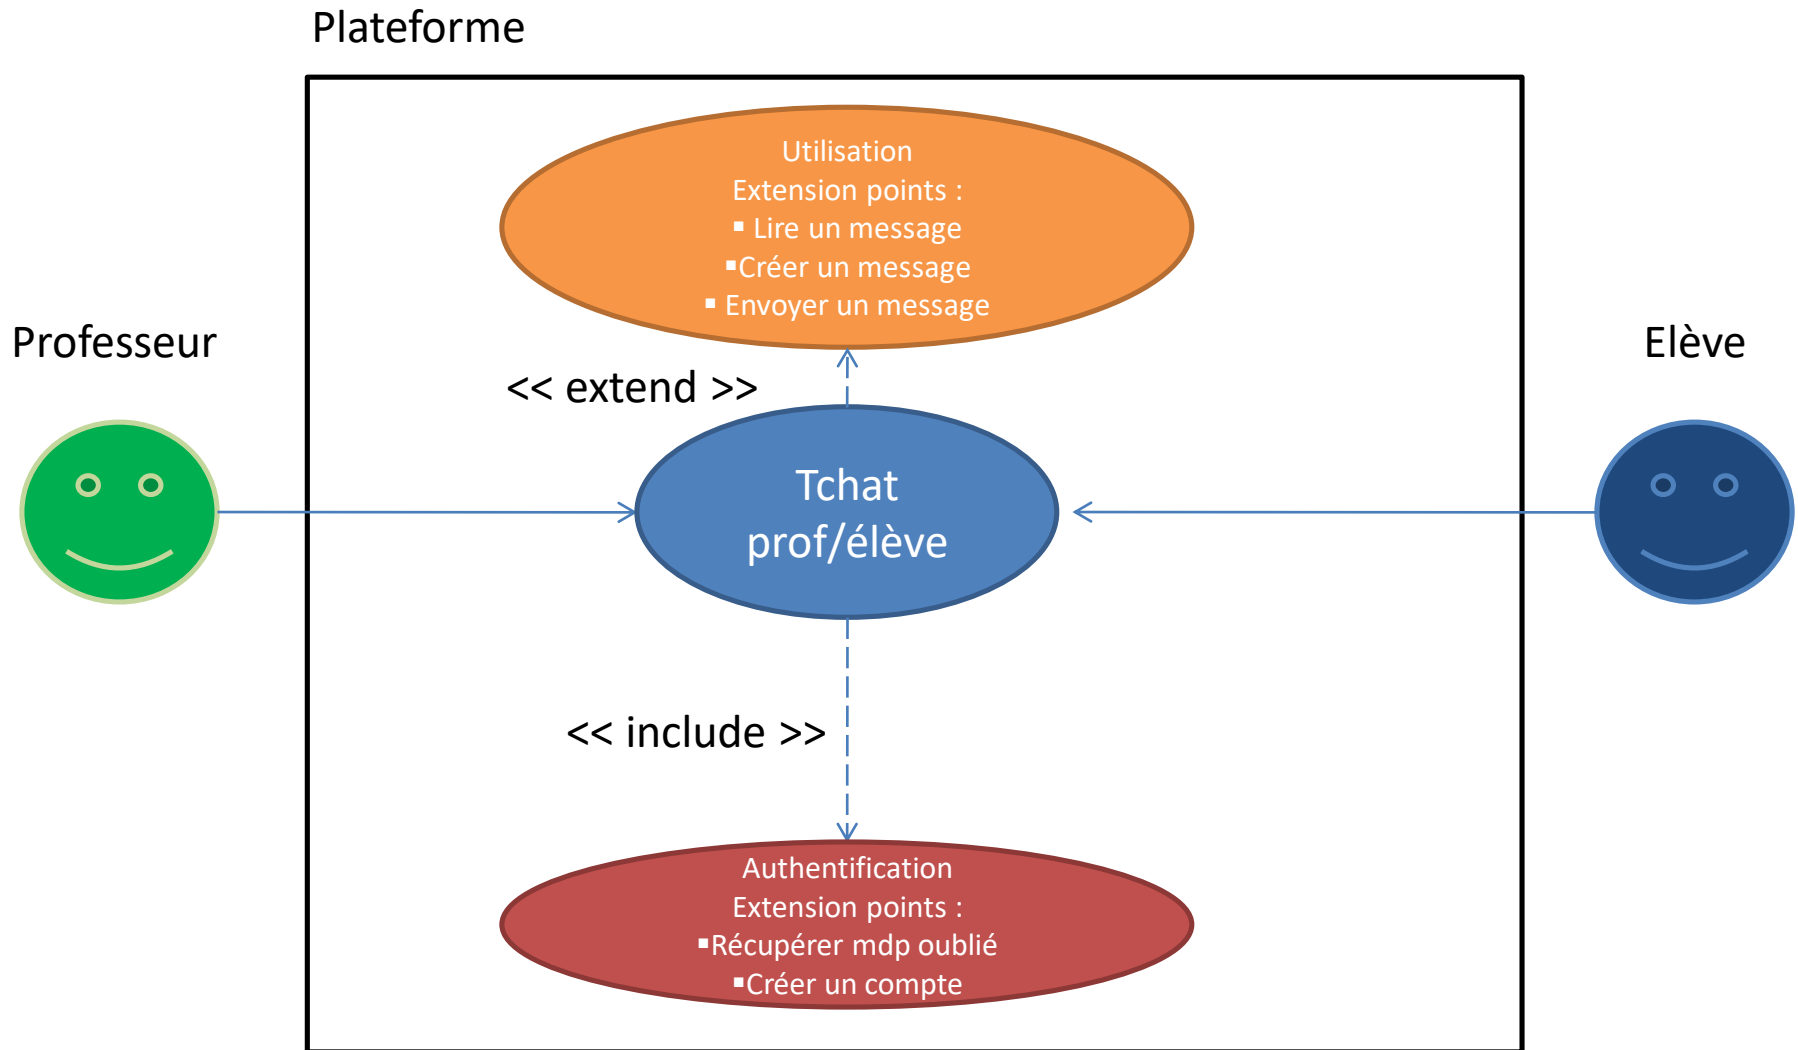 Plateforme
Utilisation
Extension points :
▪ Lire un message
▪Créer un message
▪ Envoyer un message
Professeur
Elève
<< extend >>
Tchat
prof/élève
<< include >>
Authentification
Extension points :
▪Récupérer mdp oublié
▪Créer un compte